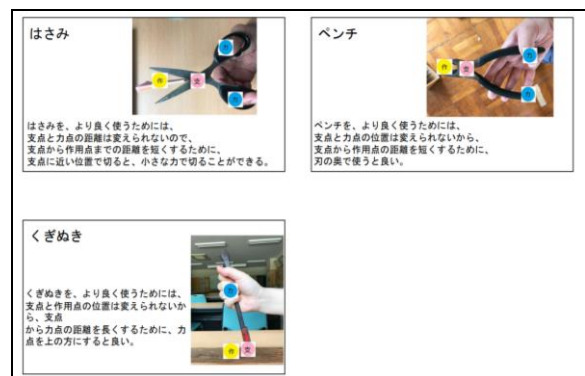 はさみ
力
作
支
力
はさみを、より良く使うためには、
支点と力点の距離は変えられないので、
支点から作用点までの距離を短くするために、
支点に近い位置で切ると、小さな力で切ることができる。
ペンチ
力
作
支
力
ペンチを、より良く使うためには、
支点と力点の位置は変えられないから、
支点から作用点の距離を短くするために、
刃の奥で使うと良い。
くぎぬき
力
作
支
くぎぬきを、より良く使うためには、
支点と作用点の位置は変えられないか
ら、支点
から力点の距離を長くするために、力
点を上の方にすると良い。